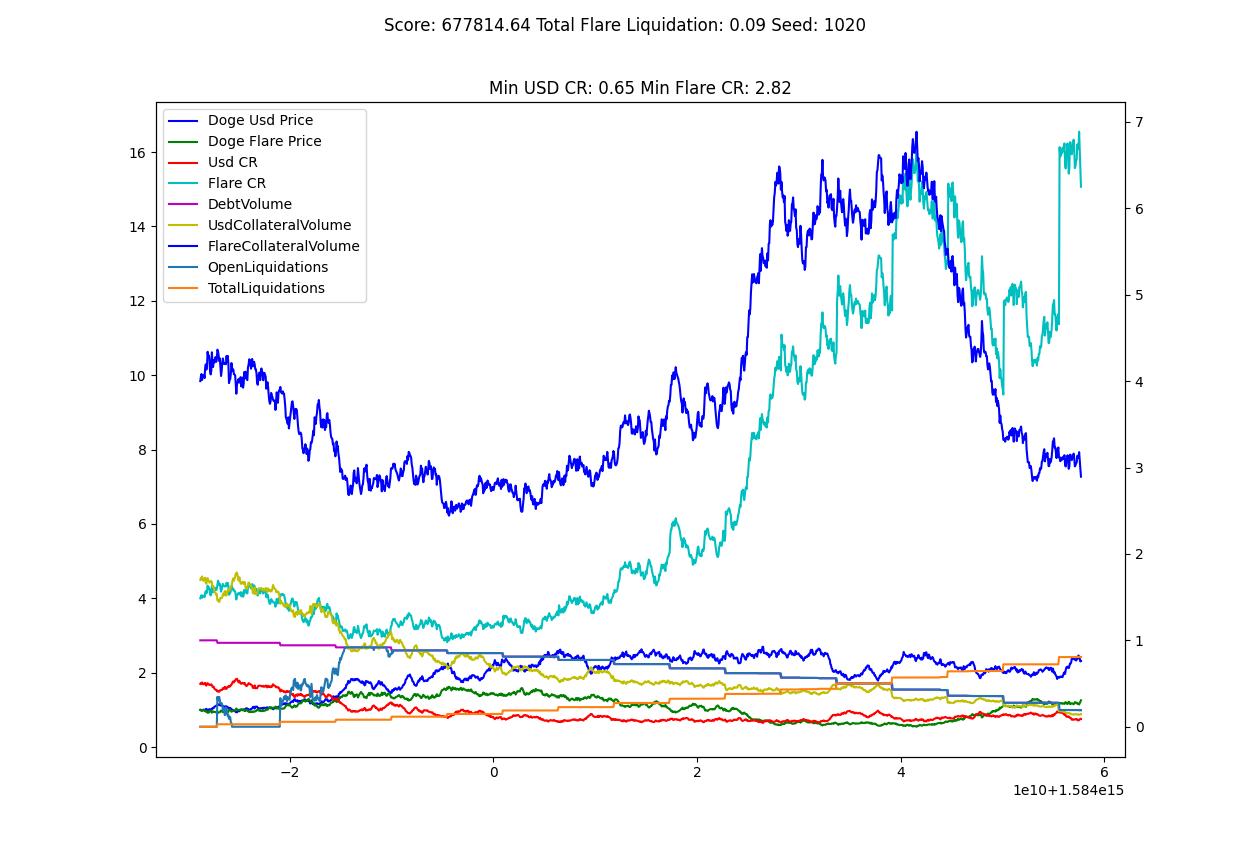 Score: 677814.64 Total Flare Liquidation: 0.09 Seed: 1020
Min USD CR: 0.65 Min Flare CR: 2.82
Doge Usd Price
Doge Flare Price
Usd CR
Flare CR
DebtVolume
UsdCollateralVolume
FlareCollateralVolume
OpenLiquidations
TotalLiquidations
16
14
12
10
8
6
4
2
0
7
6
5
4
3
2
1
0
−2 0 2 4 6
1e10+1.584e15